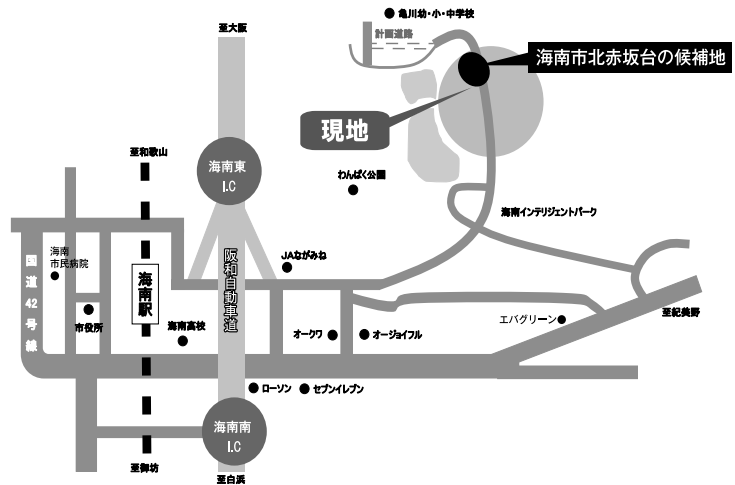 亀川幼・小・中学校
至大阪
計画道路
海南市北赤坂台の候補地
現地
至和歌山
海南東
I.C
わんぱく公園
海南インテリジェントパーク
海南
市民病院
国道42号線
海南駅
阪和自動車道
JAながみね
市役所
海南高校
オークワ
オージョイフル
エバグリーン
至紀美野
ローソン
セブンイレブン
海南南
I.C
至御坊
至白浜